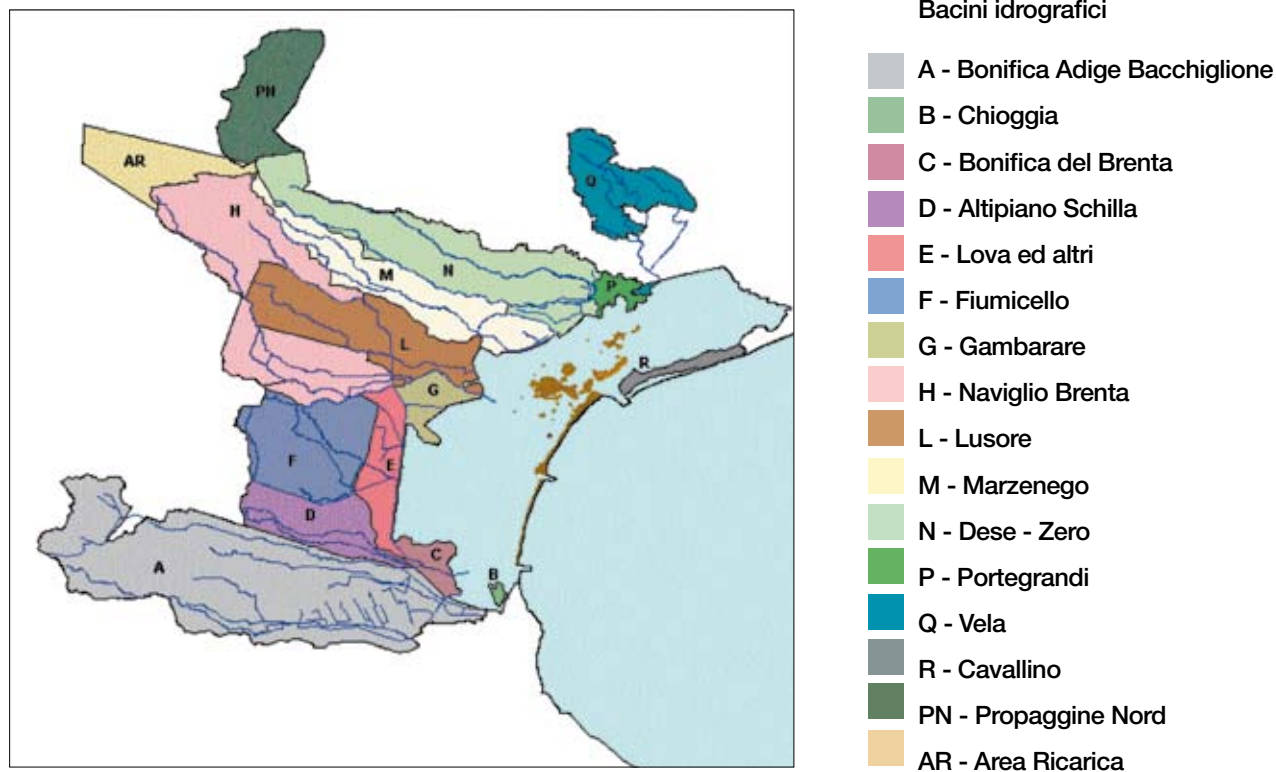 Bacini idrografici
A - Bonifica Adige Bacchiglione
B - Chioggia
C - Bonifica del Brenta
D - Altipiano Schilla
E - Lova ed altri
F - Fiumicello
G - Gambarare
H - Naviglio Brenta
L - Lusore
M - Marzenego
N - Dese - Zero
P - Portegrandi
Q - Vela
R - Cavallino
PN - Propaggine Nord
AR - Area Ricarica
PN
AR
Q
H
M
N
P
L
R
G
F
E
D
C
A
B